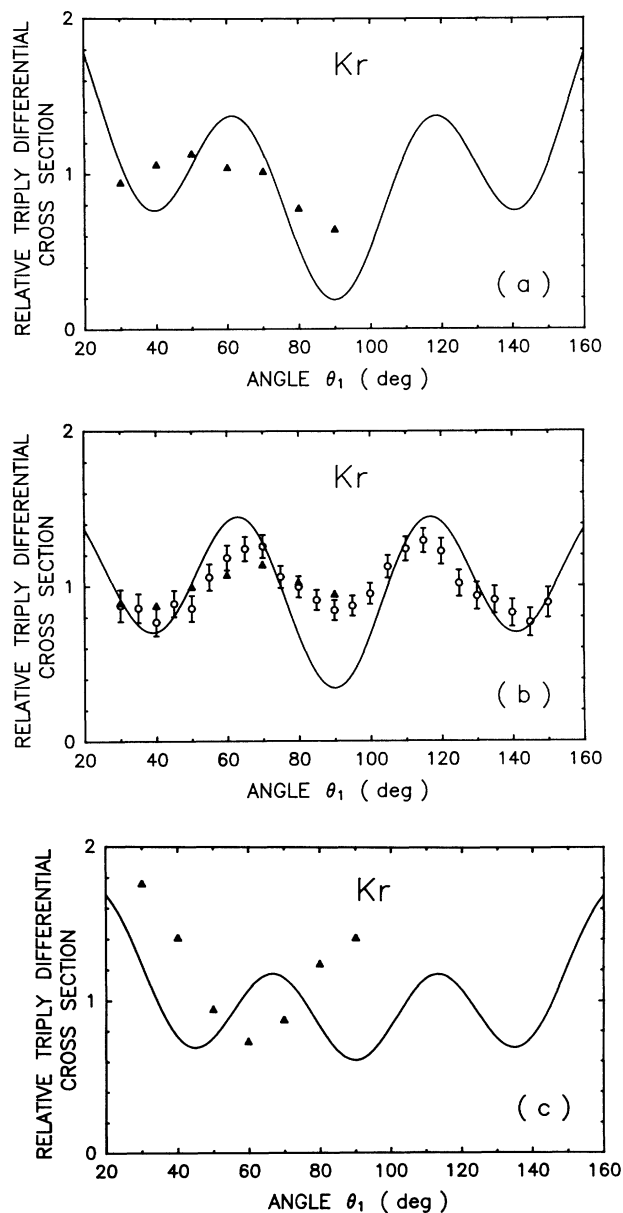 2
Kr
RELATIVE TRIPLY DIFFERENTIAL
CROSS SECTION
1
( a )
0
20 40 60 80 100 120 140 160
ANGLE θ₁ ( deg )
2
Kr
RELATIVE TRIPLY DIFFERENTIAL
CROSS SECTION
1
( b )
0
20 40 60 80 100 120 140 160
ANGLE θ₁ ( deg )
2
Kr
RELATIVE TRIPLY DIFFERENTIAL
CROSS SECTION
1
( c )
0
20 40 60 80 100 120 140 160
ANGLE θ₁ ( deg )